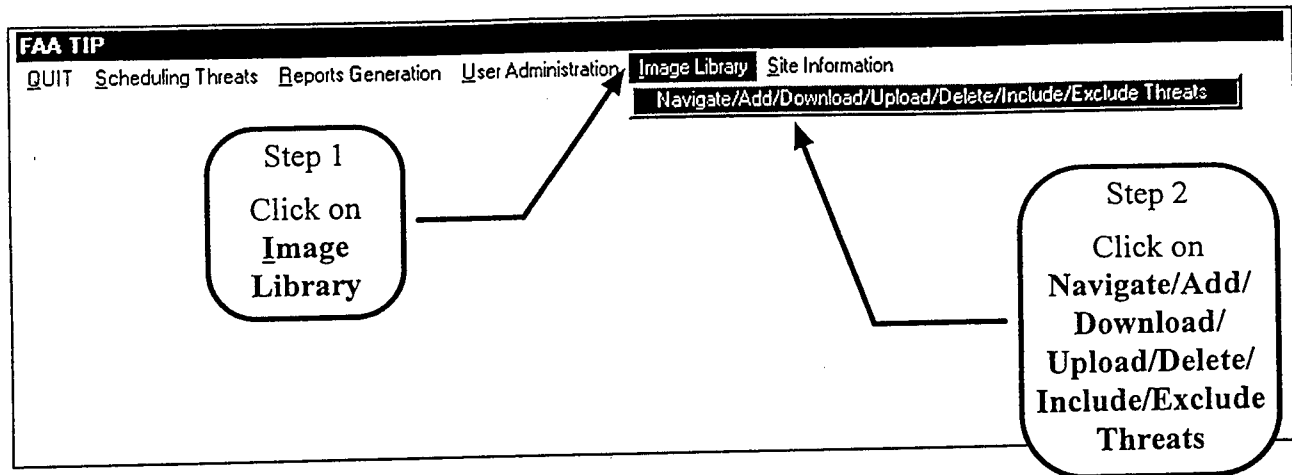 FAA TIP
QUIT Scheduling Threats Reports Generation User Administration Image Library Site Information
Navigate/Add/Download/Upload/Delete/Include/Exclude Threats
Step 1
Click on
Image
Library
Step 2
Click on
Navigate/Add/
Download/
Upload/Delete/
Include/Exclude
Threats